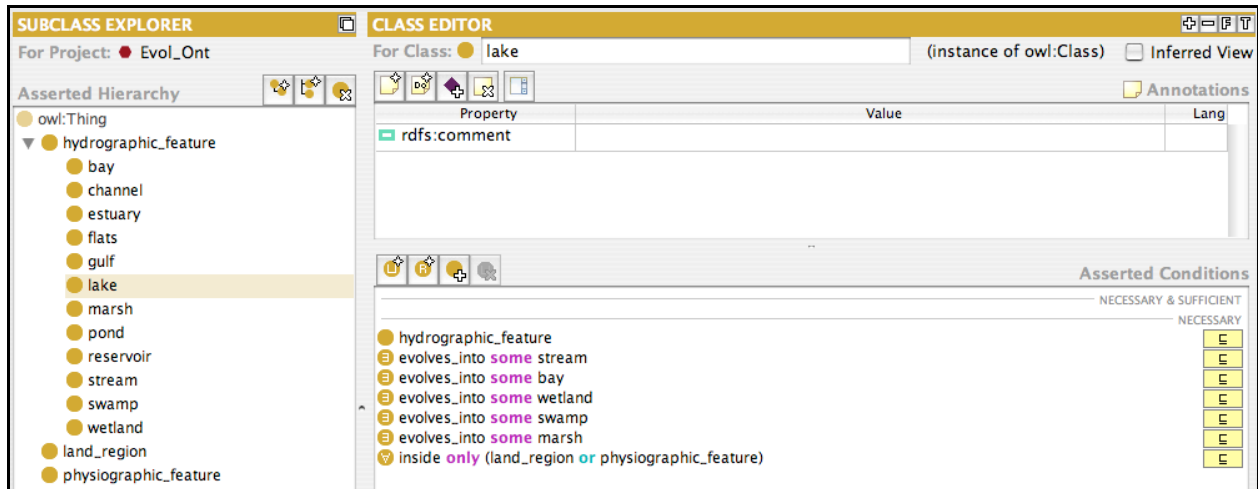 SUBCLASS EXPLORER
For Project: Evol_Ont
Asserted Hierarchy
owl:Thing
hydrographic_feature
bay
channel
estuary
flats
gulf
lake
marsh
pond
reservoir
stream
swamp
wetland
land_region
physiographic_feature
CLASS EDITOR
F T
For Class: lake (instance of owl:Class) Inferred View
Annotations
Property Value Lang
rdfs:comment
Asserted Conditions
NECESSARY & SUFFICIENT
NECESSARY
hydrographic_feature ⊑
∃ evolves_into some stream ⊑
∃ evolves_into some bay ⊑
∃ evolves_into some wetland ⊑
∃ evolves_into some swamp ⊑
∃ evolves_into some marsh ⊑
∀ inside only (land_region or physiographic_feature) ⊑